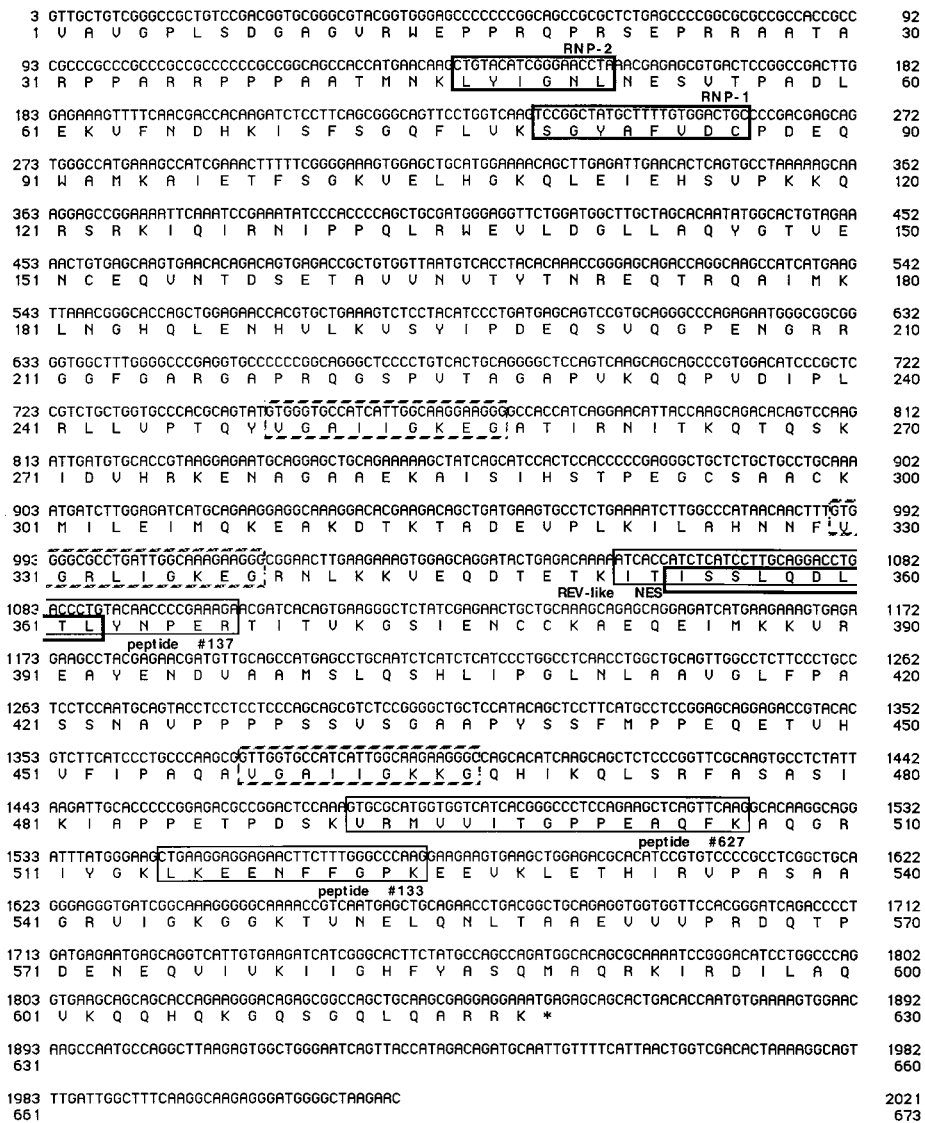 3 GTTGCTGTCGGGCCGCTGTCCGACGGTGCGGGCGTACGGTGGGAGCCCCCCCGGCAGCCGCGCTCTGAGCCCCGGCGCGCCGCCACCGCC 92
1 V A V G P L S D G A G V R W E P P R Q P R S E P R R A A T A 30
RNP-2
93 CGCCCGCCCGCCCGCCGCCCGCCGCCGGCAGCCACCATGAACAAGCTGTACATCGGGAACCTAAACGAGAGCGTGACTCCGGCCGACTTG 182
31 R P P A R R P P P A A T M N K L Y I G N L N E S V T P A D L 60
RNP-1
183 GAGAAAGTTTTCAACGACCACAAGATCTCCTTCAGCGGGCAGTTCCTGGTCAAGTCCGGCTATGCTTTTGTGGACTGCCCCGACGAGCAG 272
61 E K V F N D H K I S F S G Q F L V K S G Y A F V D C P D E Q 90
273 TGGGCCATGAAAGCCATCGAAACTTTTTCGGGGAAAGTGGAGCTGCATGGAAAACAGCTTGAGATTGAACACTCAGTGCCTAAAAAGCAA 352
91 W A M K A I E T F S G K V E L H G K Q L E I E H S V P K K Q 120
363 AGGAGCCGGAAAATTCAAATCCGAAATATCCCACCCCAGCTGCGATGGGAGGTTCTGGATGGCTTGCTAGCACAATATGGCACTGTAGAA 452
121 R S R K I Q I R N I P P Q L R W E V L D G L L A Q Y G T V E 150
453 AACTGTGAGCAAGTGAACACAGACAGTGAGACCGCTGTGGTTAATGTCACCTACACAAACCGGGAGCAGACCAGGCAAGCCATCATGAAG 542
151 N C E Q V N T D S E T A V V N V T Y T N R E Q T R Q A I M K 180
543 TTAAACGGGCACCAGCTGGAGAACCACGTGCTGAAAGTCTCCTACATCCCTGATGAGCAGTCCGTGCAGGGCCCAGAGAATGGGCGGCGG 632
181 L N G H Q L E N H V L K V S Y I P D E Q S V Q G P E N G R R 210
633 GGTGGCTTTGGGGCCCGAGGTGCCCCCCGGCAGGGCTCCCCTGTCACTGCAGGGGCTCCAGTCAAGCAGCAGCCCGTGGACATCCCGCTC 722
211 G G F G A R G A P R Q G S P V T A G A P V K Q Q P V D I P L 240
723 CGTCTGCTGGTGCCCACGCAGTATGTGGGTGCCATCATTGGCAAGGAAGGGGCCACCATCAGGAACATTACCAAGCAGACACAGTCCAAG 812
241 R L L V P T Q Y V G A I I G K E G A T I R N I T K Q T Q S K 270
813 ATTGATGTGCACCGTAAGGAGAATGCAGGAGCTGCAGAAAAAGCTATCAGCATCCACTCCACCCCCGAGGGCTGCTCTGCTGCCTGCAAA 902
271 I D V H R K E N A G A A E K A I S I H S T P E G C S A A C K 300
903 ATGATCTTGGAGATCATGCAGAAGGAGGCAAAGGACACGAAGACAGCTGATGAAGTGCCTCTGAAAATCTTGGCCCATAACAACTTTGTG 992
301 M I L E I M Q K E A K D T K T A D E V P L K I L A H N N F V 330
993 GGGCGCCTGATTGGCAAAGAAGGGCGGAACTTGAAGAAAGTGGAGCAGGATACTGAGACAAAAATCACCATCTCATCCTTGCAGGACCTG 1082
331 G R L I G K E G R N L K K V E Q D T E T K I T I S S L Q D L 360
REV-like NES
1083 ACCCTGTACAACCCCGAAAGAACGATCACAGTGAAGGGCTCTATCGAGAACTGCTGCAAAGCAGAGCAGGAGATCATGAAGAAAGTGAGA 1172
361 T L Y N P E R T I T V K G S I E N C C K A E Q E I M K K V R 390
peptide #137
1173 GAAGCCTACGAGAACGATGTTGCAGCCATGAGCCTGCAATCTCATCTCATCCCTGGCCTCAACCTGGCTGCAGTTGGCCTCTTCCCTGCC 1262
391 E A Y E N D V A A M S L Q S H L I P G L N L A A V G L F P A 420
1263 TCCTCCAATGCAGTACCTCCTCCTCCCAGCAGCGTCTCCGGGGCTGCTCCATACAGCTCCTTCATGCCTCCGGAGCAGGAGACCGTACAC 1352
421 S S N A V P P P P S S V S G A A P Y S S F M P P E Q E T V H 450
1353 GTCTTCATCCCTGCCCAAGCGGTTGGTGCCATCATTGGCAAGAAGGGCCAGCACATCAAGCAGCTCTCCCGGTTCGCAAGTGCCTCTATT 1442
451 V F I P A Q A V G A I I G K K G Q H I K Q L S R F A S A S I 480
1443 AAGATTGCACCCCCGGAGACGCCGGACTCCAAAGTGCGCATGGTGGTCATCACGGGCCCTCCAGAAGCTCAGTTCAAGGCACAAGGCAGG 1532
481 K I A P P E T P D S K V R M V V I T G P P E A Q F K A Q G R 510
peptide #627
1533 ATTTATGGGAAGCTGAAGGAGGAGAACTTCTTTGGGCCCAAGGAAGAAGTGAAGCTGGAGACGCACATCCGTGTCCCCGCCTCGGCTGCA 1622
511 I Y G K L K E E N F F G P K E E V K L E T H I R V P A S A A 540
peptide #133
1623 GGGAGGGTGATCGGCAAAGGGGGCAAAACCGTCAATGAGCTGCAGAACCTGACGGCTGCAGAGGTGGTGGTTCCACGGGATCAGACCCCT 1712
541 G R V I G K G G K T V N E L Q N L T A A E V V V P R D Q T P 570
1713 GATGAGAATGAGCAGGTCATTGTGAAGATCATCGGGCACTTCTATGCCAGCCAGATGGCACAGCGCAAAATCCGGGACATCCTGGCCCAG 1802
571 D E N E Q V I V K I I G H F Y A S Q M A Q R K I R D I L A Q 600
1803 GTGAAGCAGCAGCACCAGAAGGGACAGAGCGGCCAGCTGCAAGCGAGGAGGAAATGAGAGCAGCACTGACACCAATGTGAAAAGTGGAAC 1892
601 V K Q Q H Q K G Q S G Q L Q A R R K * 630
1893 AAGCCAATGCCAGGCTTAAGAGTGGCTGGGAATCAGTTACCATAGACAGATGCAATTGTTTTCATTAACTGGTCGACACTAAAAGGCAGT 1982
631 660
1983 TTGATTGGCTTTCAAGGCAAGAGGGATGGGGCTAAGAAC 2021
661 673